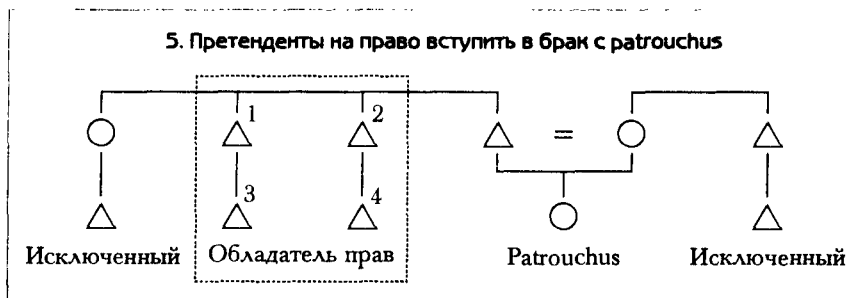 5. Претенденты на право вступить в брак с patrouchus
1 2
3 4
Исключенный Обладатель прав Patrouchus Исключенный